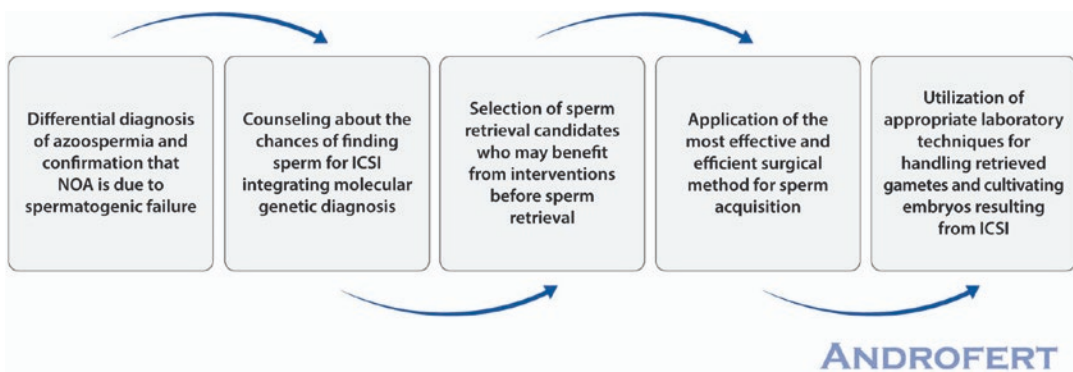 Differential diagnosis
of azoospermia and
confirmation that
NOA is due to
spermatogenic failure
Counseling about the
chances of finding
sperm for ICSI
integrating molecular
genetic diagnosis
Selection of sperm
retrieval candidates
who may benefit
from interventions
before sperm
retrieval
Application of the
most effective and
efficient surgical
method for sperm
acquisition
Utilization of
appropriate laboratory
techniques for
handling retrieved
gametes and cultivating
embryos resulting
from ICSI
ANDROFERT